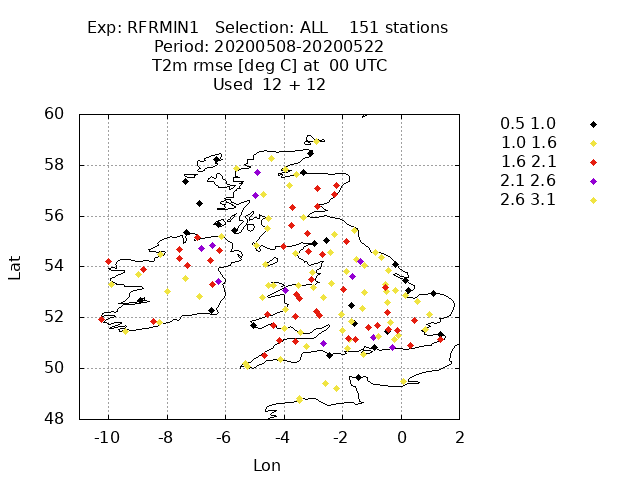 Exp: RFRMIN1   Selection: ALL    151 stations
Period: 20200508-20200522
T2m rmse [deg C] at  00 UTC
Used  12 + 12
60
58
56
54
52
50
48
-10 -8 -6 -4 -2 0 2
Lat
Lon
0.5 1.0
1.0 1.6
1.6 2.1
2.1 2.6
2.6 3.1